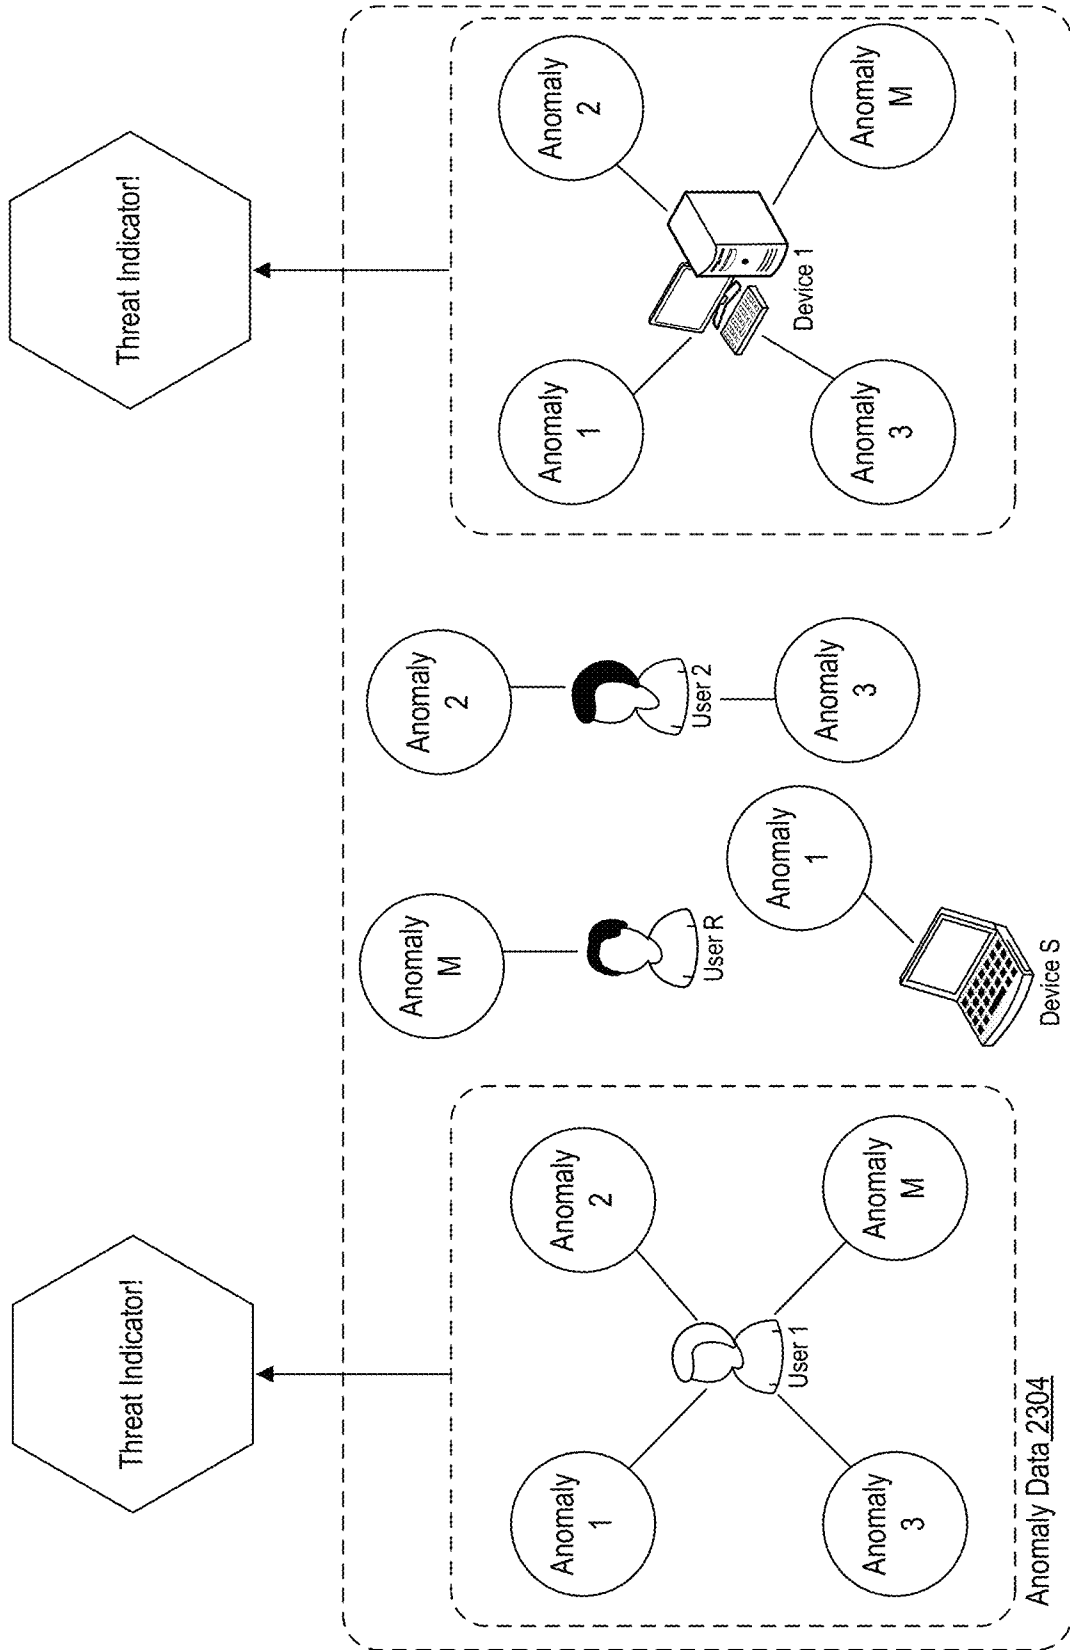 Threat Indicator!
Threat Indicator!
Anomaly
1
Anomaly
2
User 1
Anomaly
3
Anomaly
M
Anomaly
M
User R
Anomaly
1
Device S
Anomaly
2
User 2
Anomaly
3
Anomaly
1
Anomaly
2
Device 1
Anomaly
3
Anomaly
M
Anomaly Data 2304